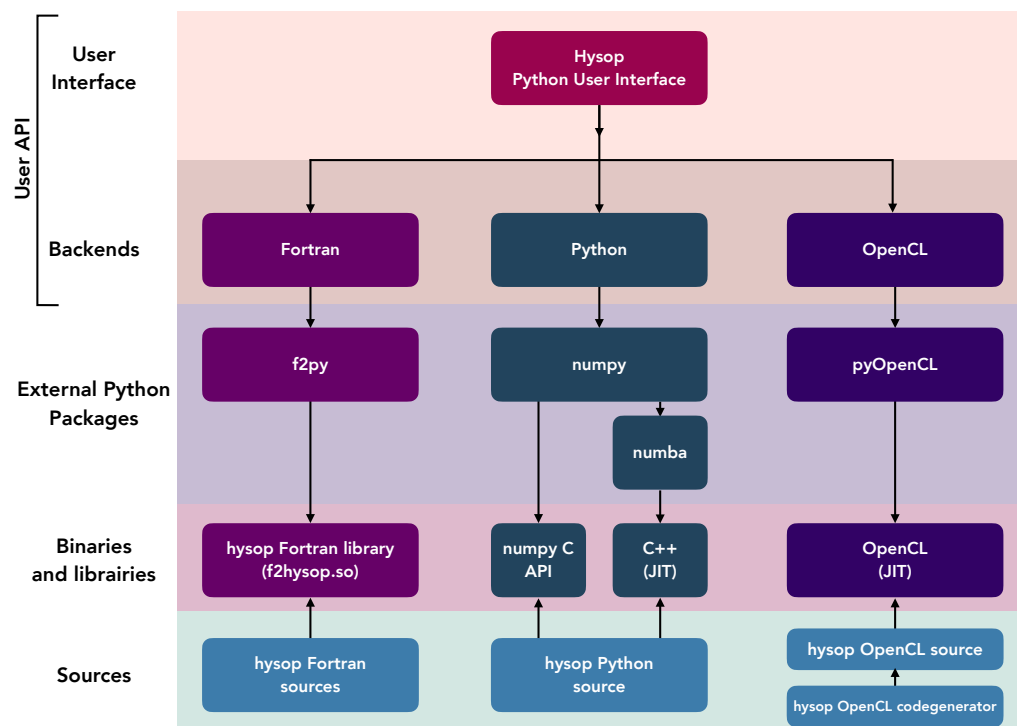 User
Interface
Hysop
Python User Interface
User API
Backends
Fortran
Python
OpenCL
External Python
Packages
f2py
numpy
pyOpenCL
numba
Binaries
and librairies
hysop Fortran library
(f2hysop.so)
numpy C
API
C++
(JIT)
OpenCL
(JIT)
Sources
hysop Fortran
sources
hysop Python
source
hysop OpenCL source
hysop OpenCL codegenerator